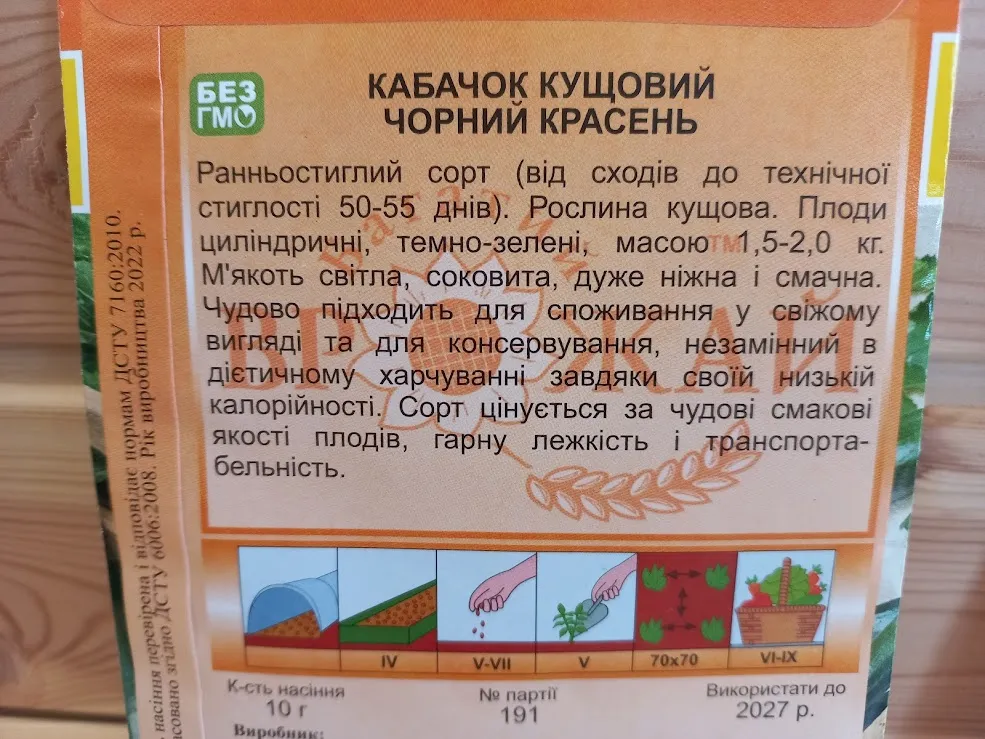 БЕЗ
ГМО
КАБАЧОК КУЩОВИЙ
ЧОРНИЙ КРАСЕНЬ
Ранньостиглий сорт (від сходів до технічної
стиглості 50-55 днів). Рослина кущова. Плоди
циліндричні, темно-зелені, масою 1,5-2,0 кг.
М'якоть світла, соковита, дуже ніжна і смачна.
Чудово підходить для споживання у свіжому
вигляді та для консервування, незамінний в
дієтичному харчуванні завдяки своїй низькій
калорійності. Сорт цінується за чудові смакові
якості плодів, гарну лежкість і транспорта-
бельність.
Багатий
ТМ
ВРОЖАЙ
IV
V-VII
V
70х70
VI-IX
К-сть насіння
10 г
№ партії
191
Використати до
2027 р.
Виробник:
насіння перевірена і відповідає нормам ДСТУ 7160:2010.
згідно ДСТУ 6006:2008. Рік виробництва 2022 р.